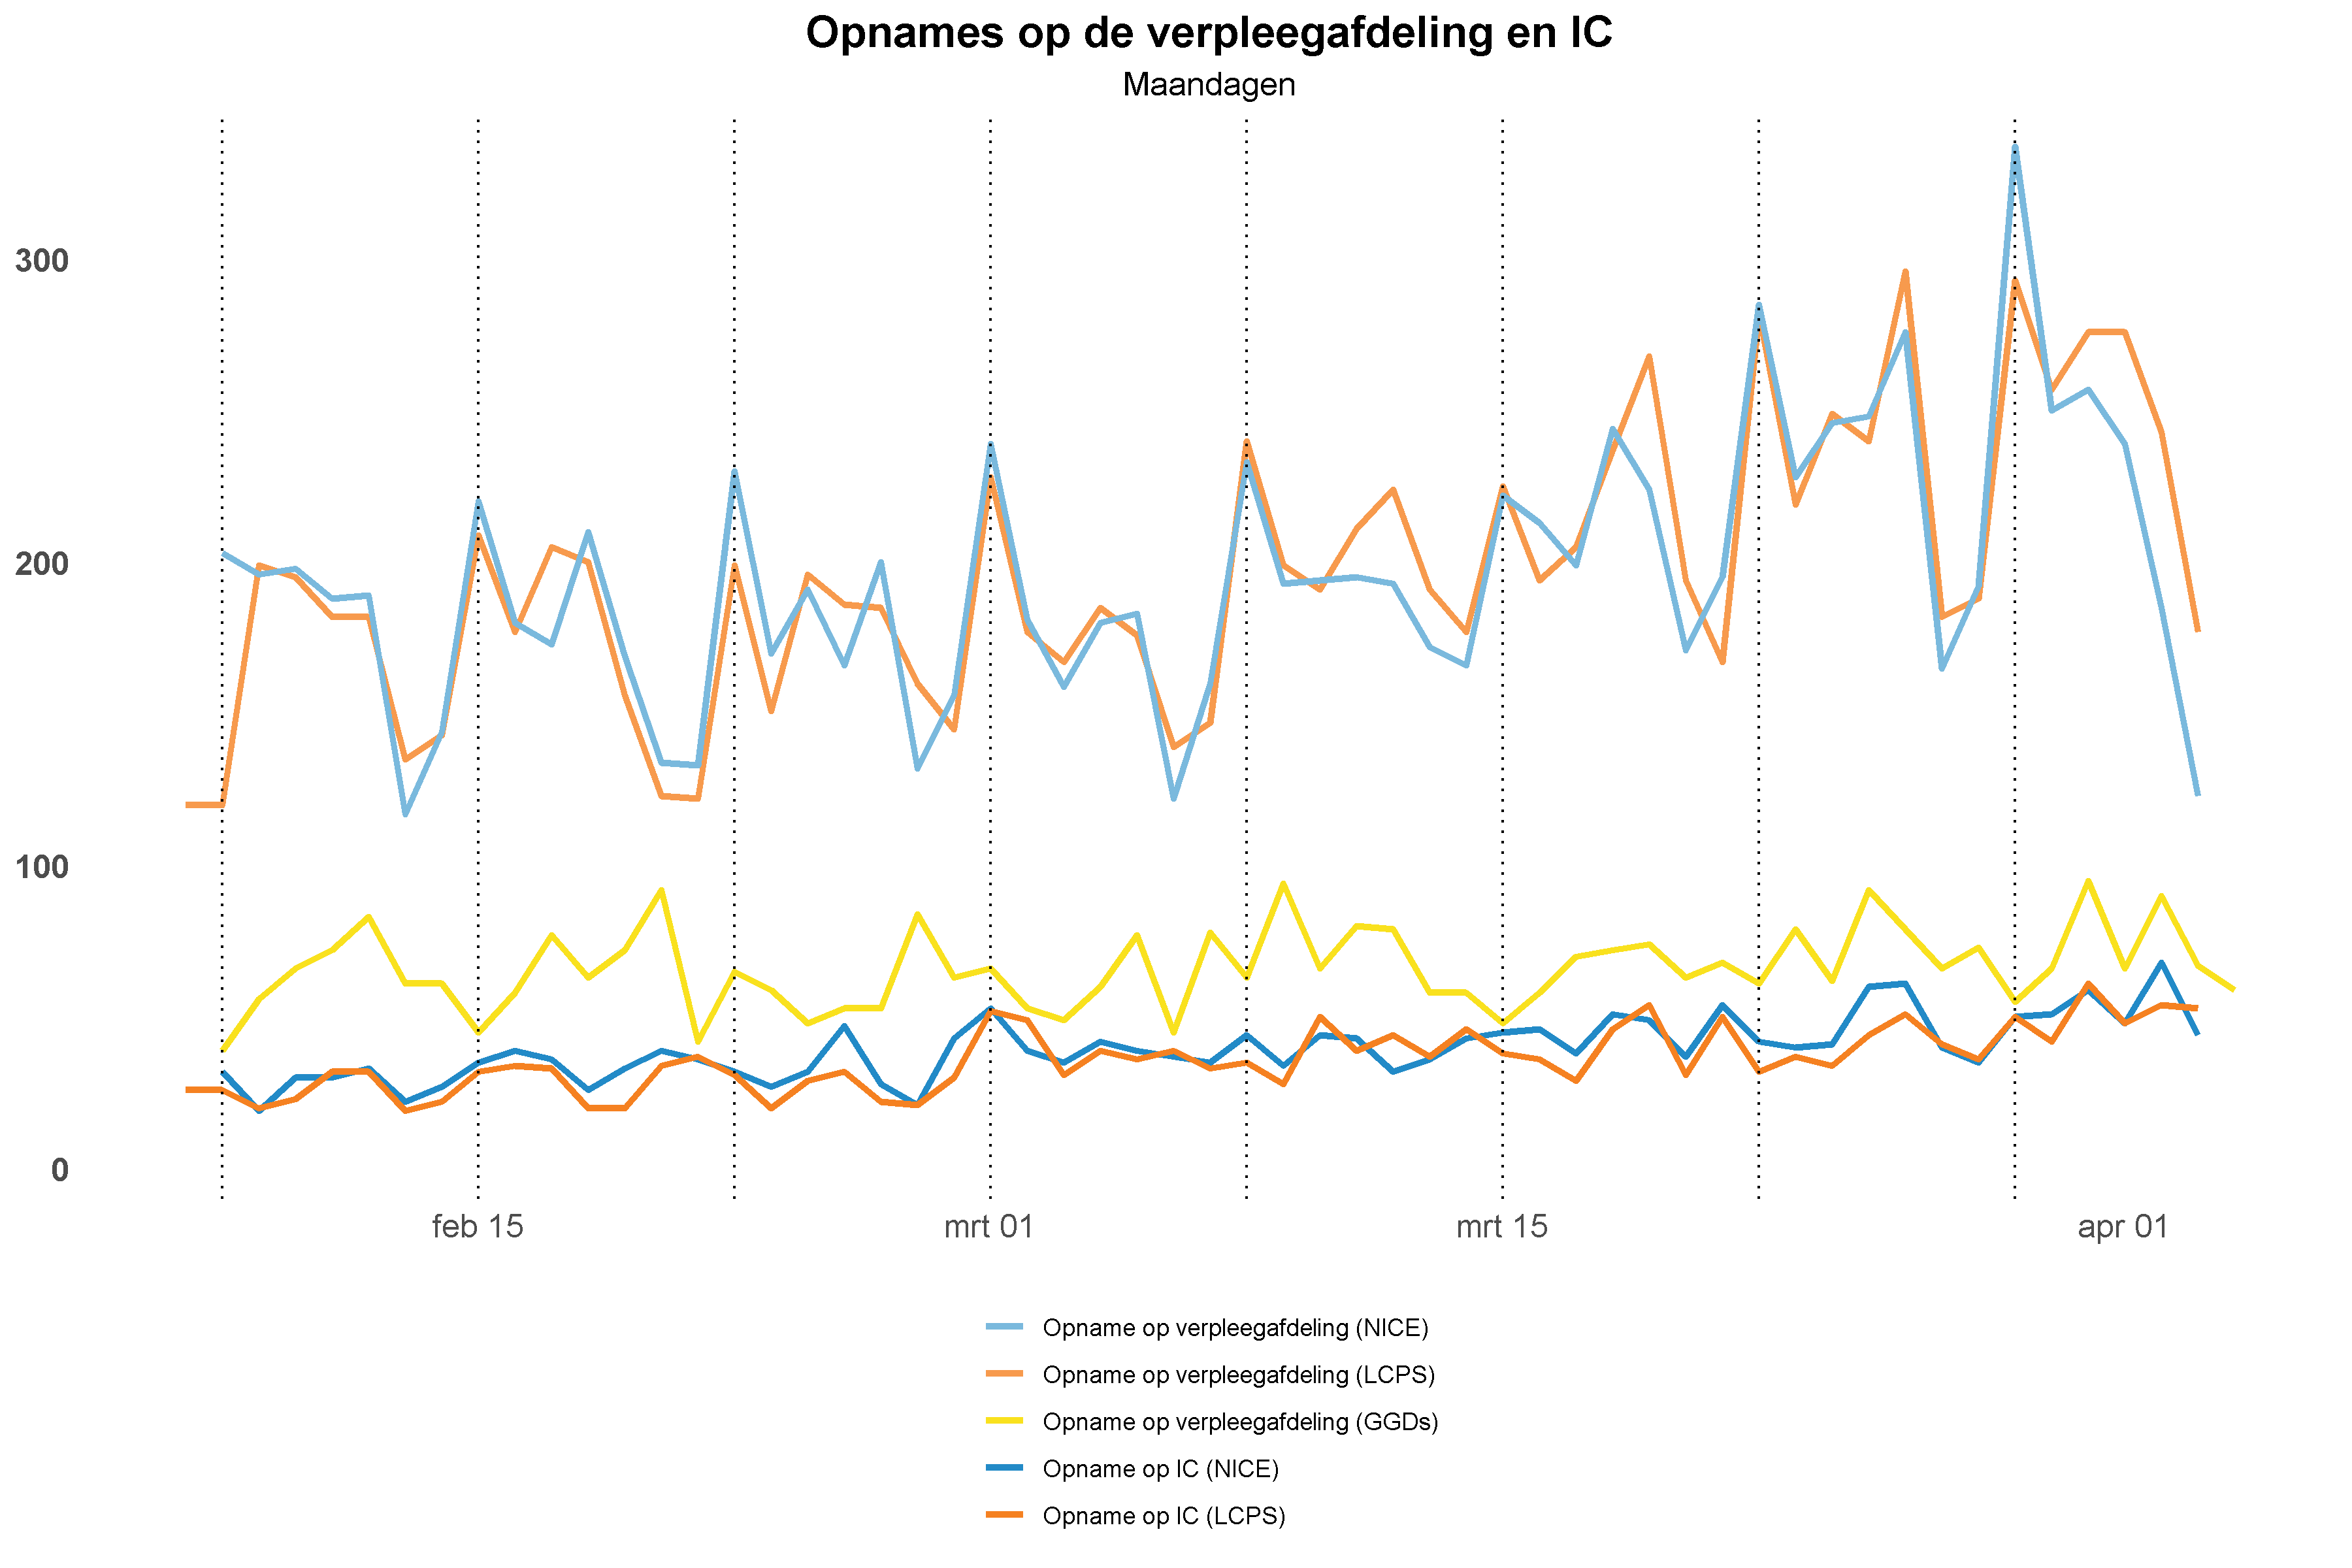 Opnames op de verpleegafdeling en IC
Maandagen
300
200
100
0
feb 15
mrt 01
mrt 15
apr 01
Opname op verpleegafdeling (NICE)
Opname op verpleegafdeling (LCPS)
Opname op verpleegafdeling (GGDs)
Opname op IC (NICE)
Opname op IC (LCPS)